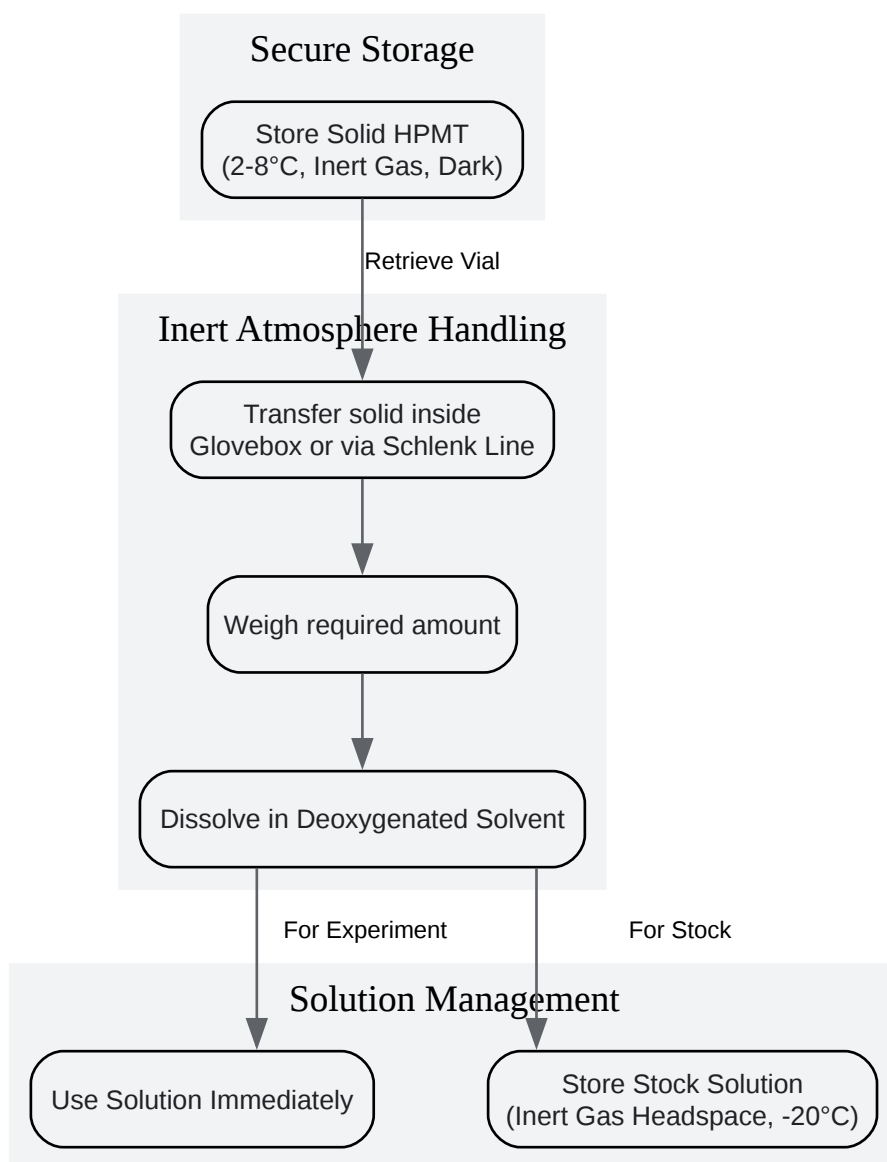 Secure Storage
Store Solid HPMT
(2-8°C, Inert Gas, Dark)
Retrieve Vial
Inert Atmosphere Handling
Transfer solid inside
Glovebox or via Schlenk Line
Weigh required amount
Dissolve in Deoxygenated Solvent
For Experiment
For Stock
Solution Management
Use Solution Immediately
Store Stock Solution
(Inert Gas Headspace, -20°C)